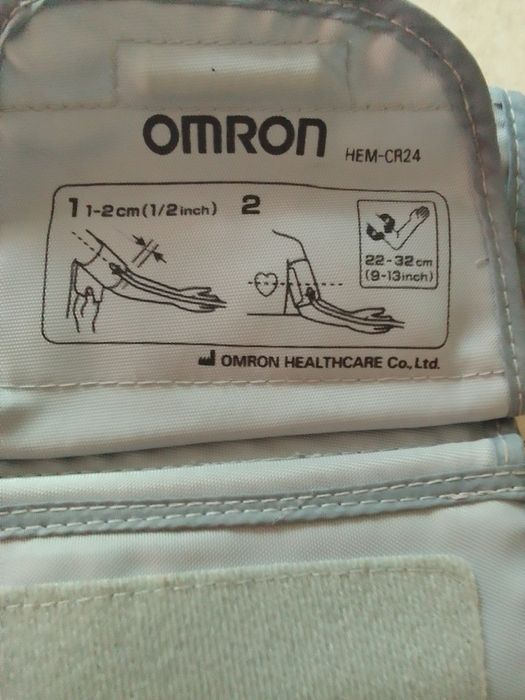 OMRON HEM-CR24
1 1-2cm(1/2inch) 2
22-32cm
(9-13inch)
OMRON HEALTHCARE Co., Ltd.